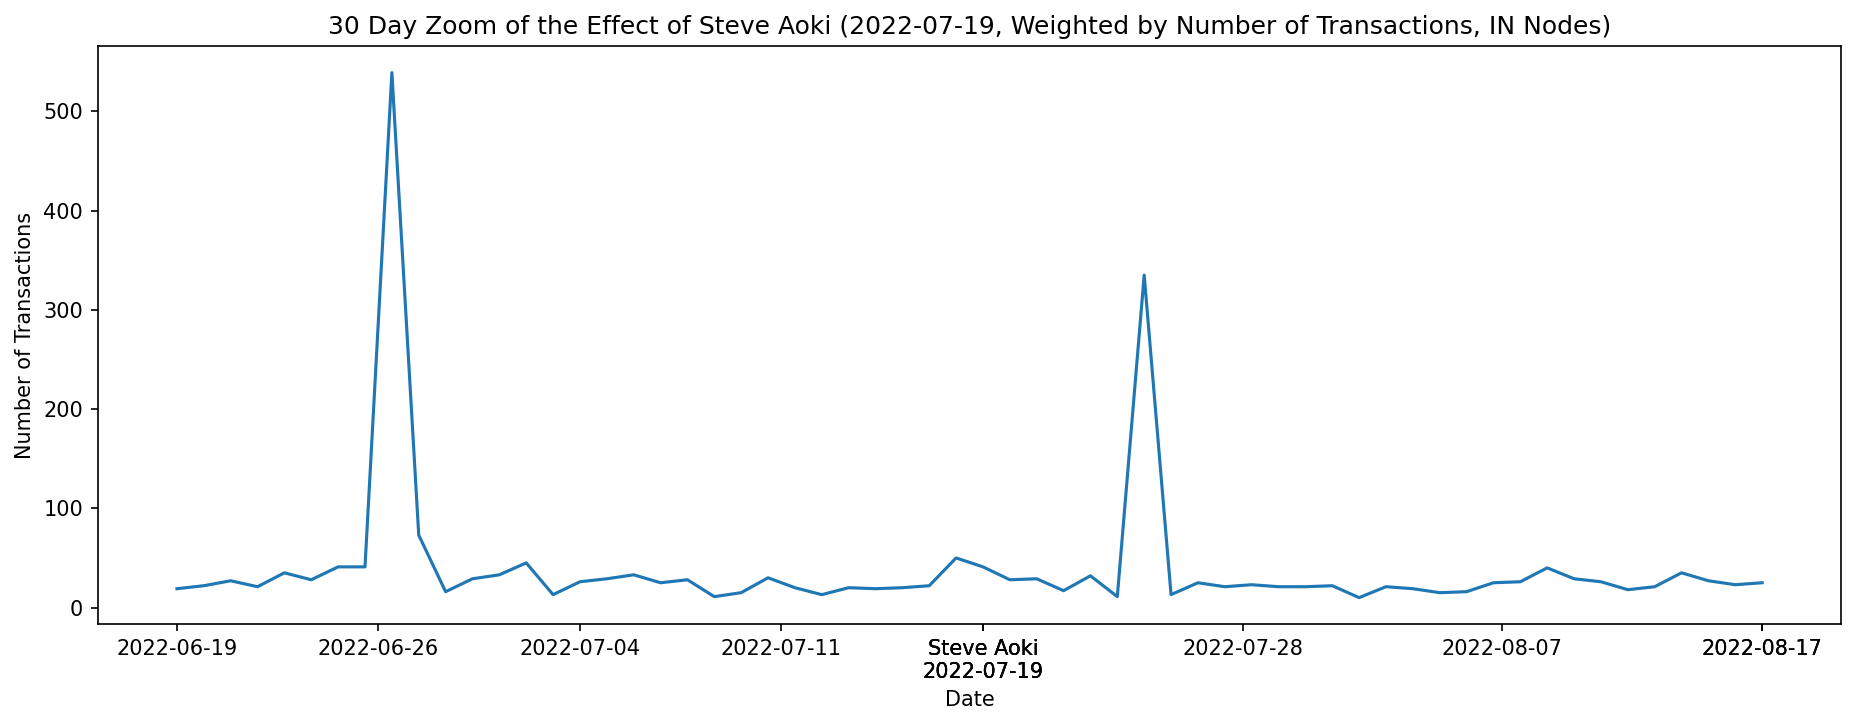 30 Day Zoom of the Effect of Steve Aoki (2022-07-19, Weighted by Number of Transactions, IN Nodes)
Number of Transactions
500
400
300
200
100
0
2022-06-19 2022-06-26 2022-07-04 2022-07-11 Steve Aoki 2022-07-28 2022-08-07 2022-08-17
2022-07-19
Date